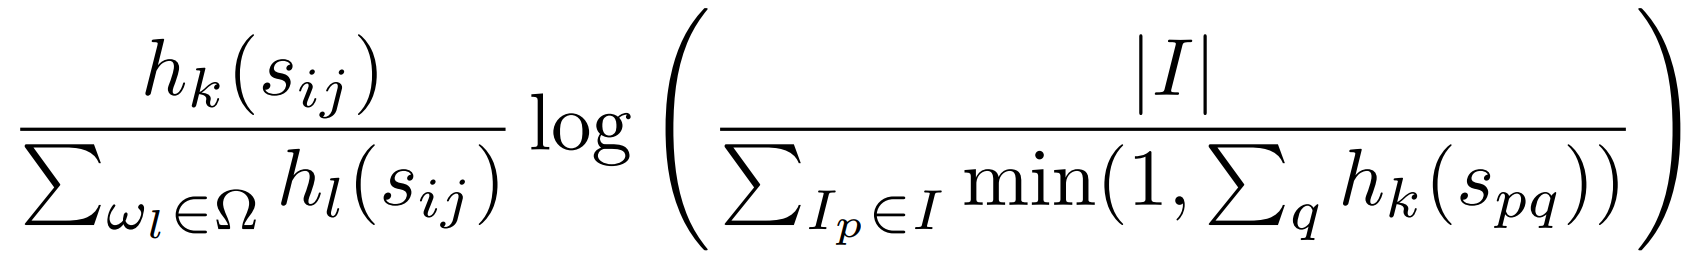 \frac{h_k(s_{ij})}{\sum_{\omega_l \in \Omega} h_l(s_{ij})} \log \left( \frac{|I|}{\sum_{I_p \in I} \min(1, \sum_q h_k(s_{pq}))} \right)